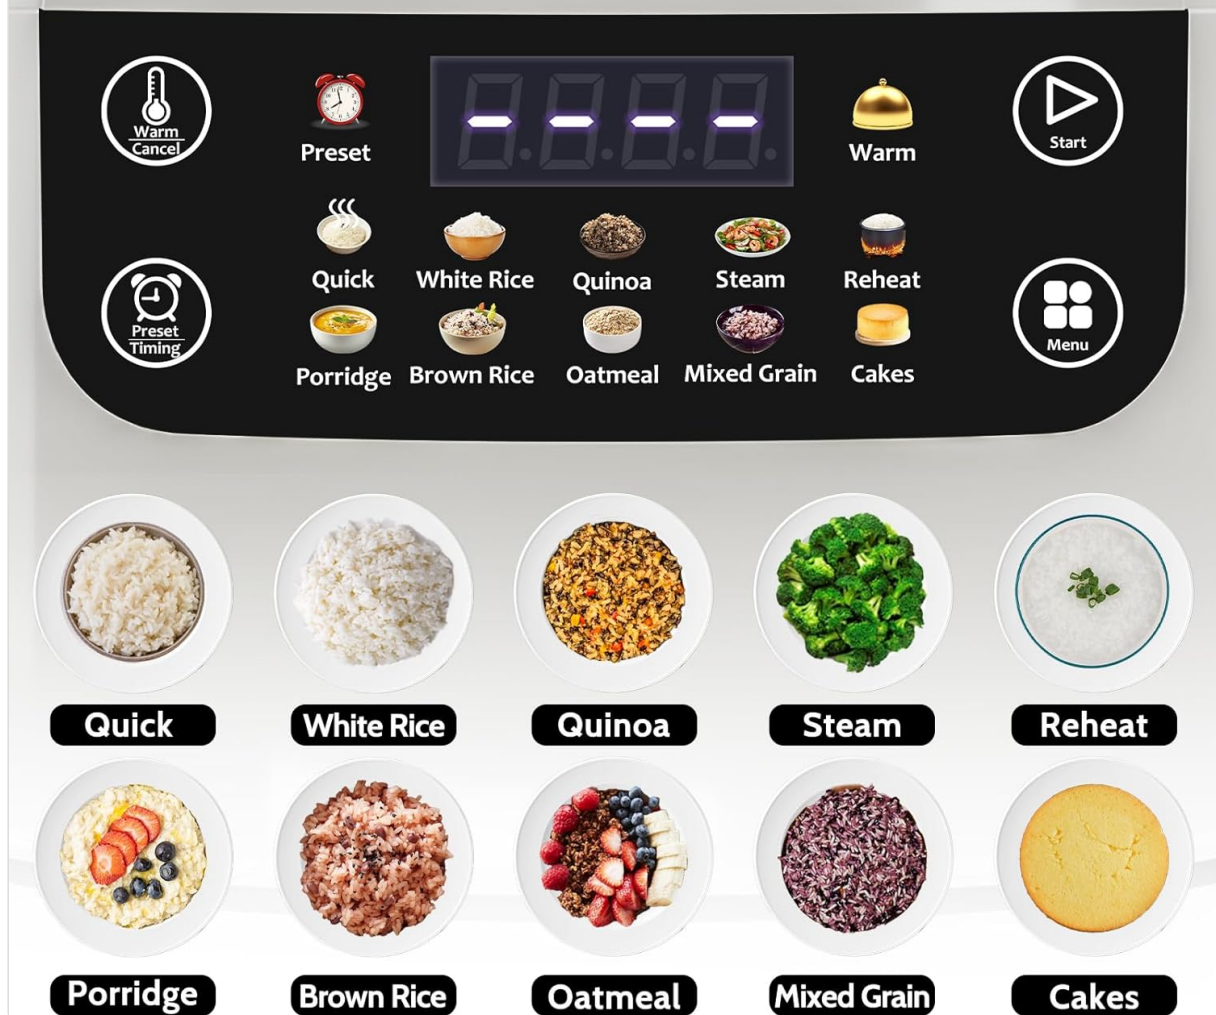 Warm
Cancel
Preset
Warm
Start
Quick
White Rice
Quinoa
Steam
Reheat
Preset
Timing
Menu
Porridge
Brown Rice
Oatmeal
Mixed Grain
Cakes
Quick
White Rice
Quinoa
Steam
Reheat
Porridge
Brown Rice
Oatmeal
Mixed Grain
Cakes